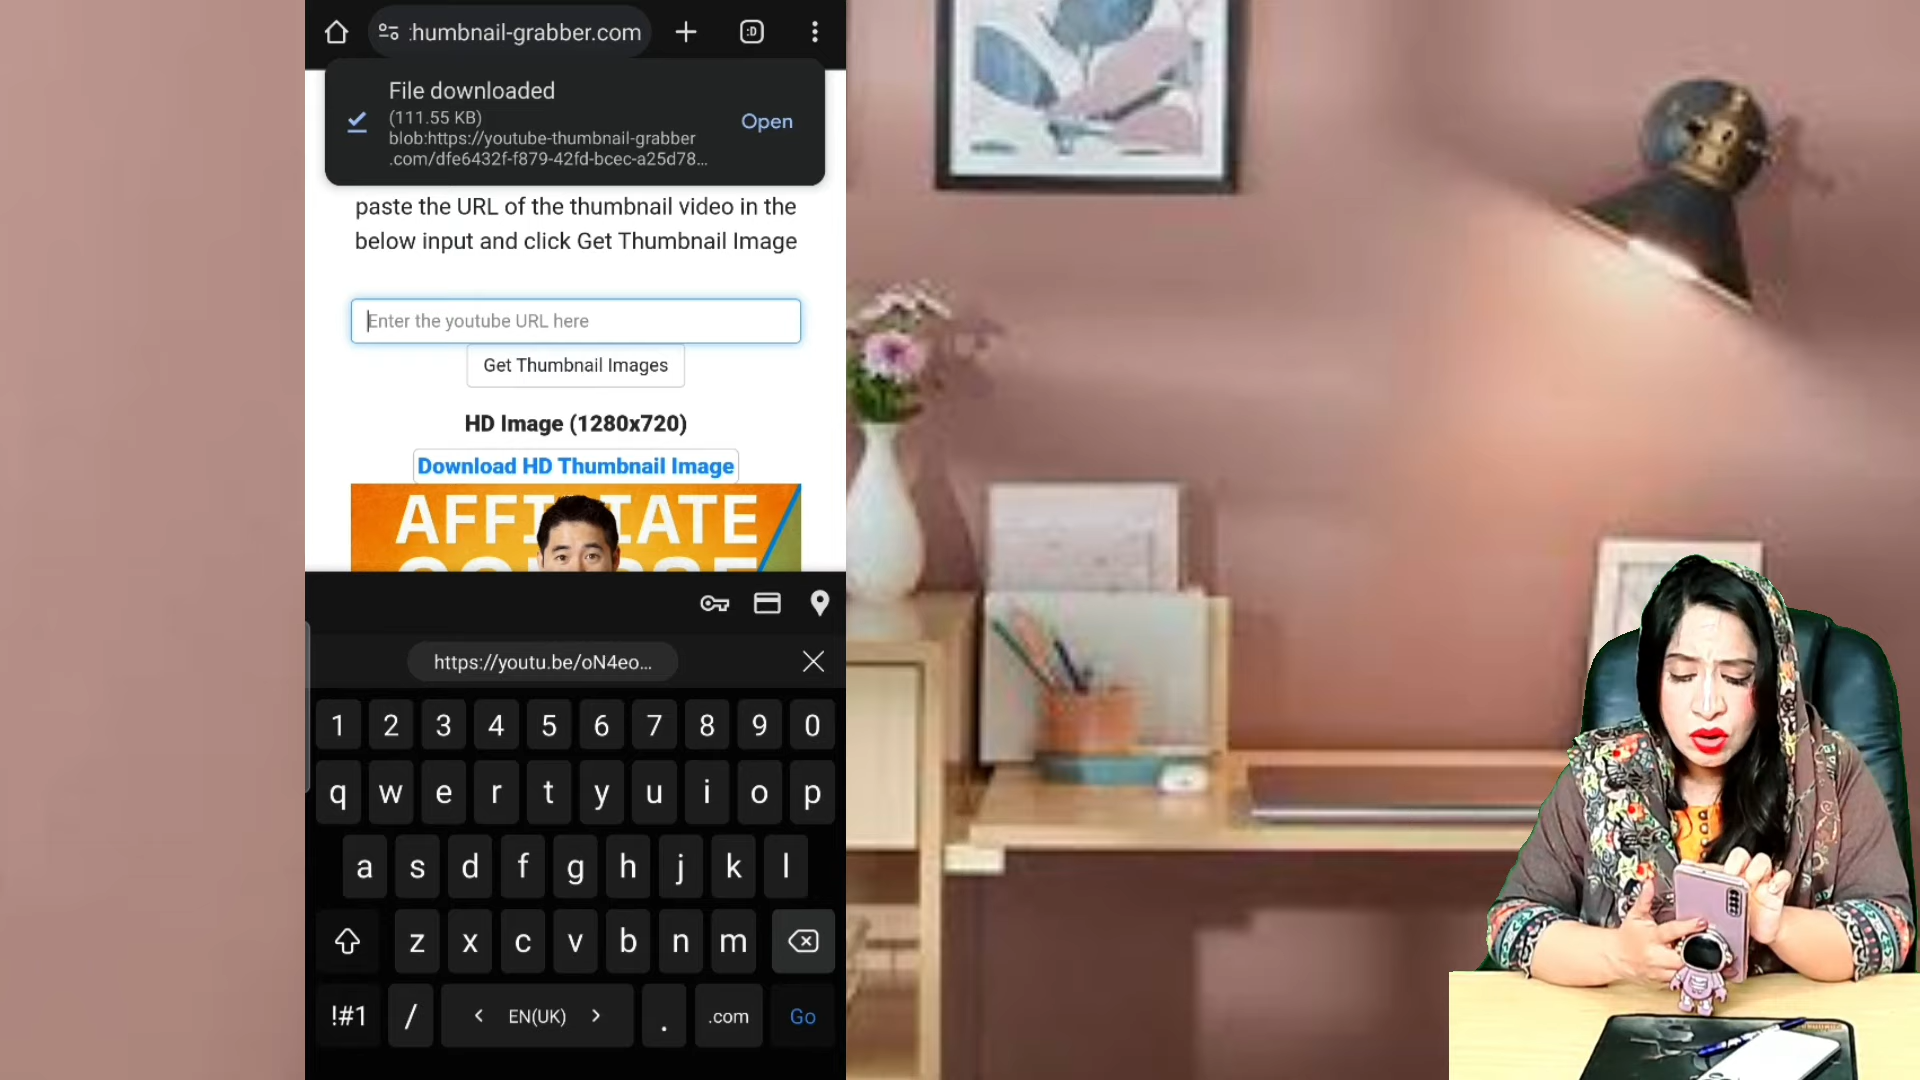 :humbnail-grabber.com
:D
File downloaded
(111.55 KB)
blob:https://youtube-thumbnail-grabber
.com/dfe6432f-f879-42fd-bcec-a25d78...
Open
paste the URL of the thumbnail video in the
below input and click Get Thumbnail Image
Enter the youtube URL here
Get Thumbnail Images
HD Image (1280x720)
Download HD Thumbnail Image
AFFILIATE
https://youtu.be/oN4eo...
1 2 3 4 5 6 7 8 9 0
q w e r t y u i o p
a s d f g h j k l
z x c v b n m
!#1 / < EN(UK) > . .com Go